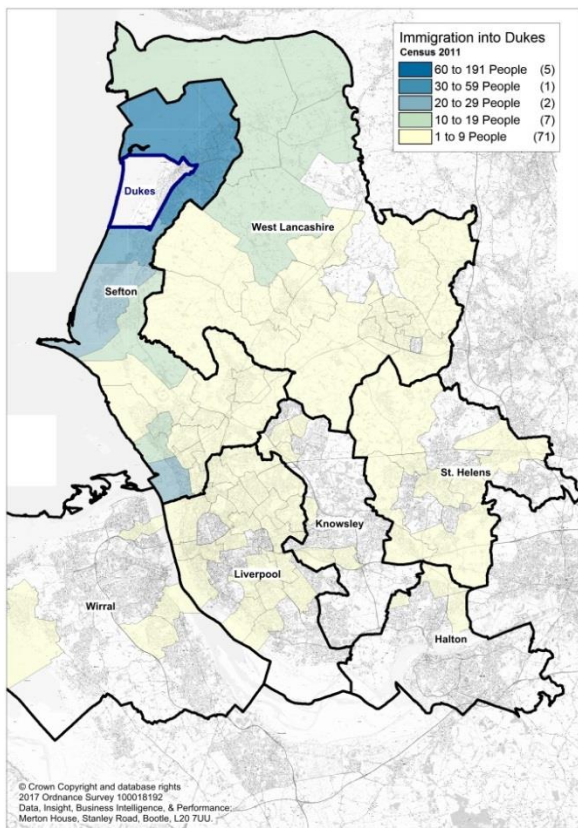 Immigration into Dukes
Census 2011
60 to 191 People (5)
30 to 59 People (1)
20 to 29 People (2)
10 to 19 People (7)
1 to 9 People (71)
Dukes
West Lancashire
Sefton
St. Helens
Knowsley
Liverpool
Wirral
Halton
© Crown Copyright and database rights
2017 Ordnance Survey 100018192
Data, Insight, Business Intelligence, & Performance:
Merton House, Stanley Road, Bootle, L20 7UU.